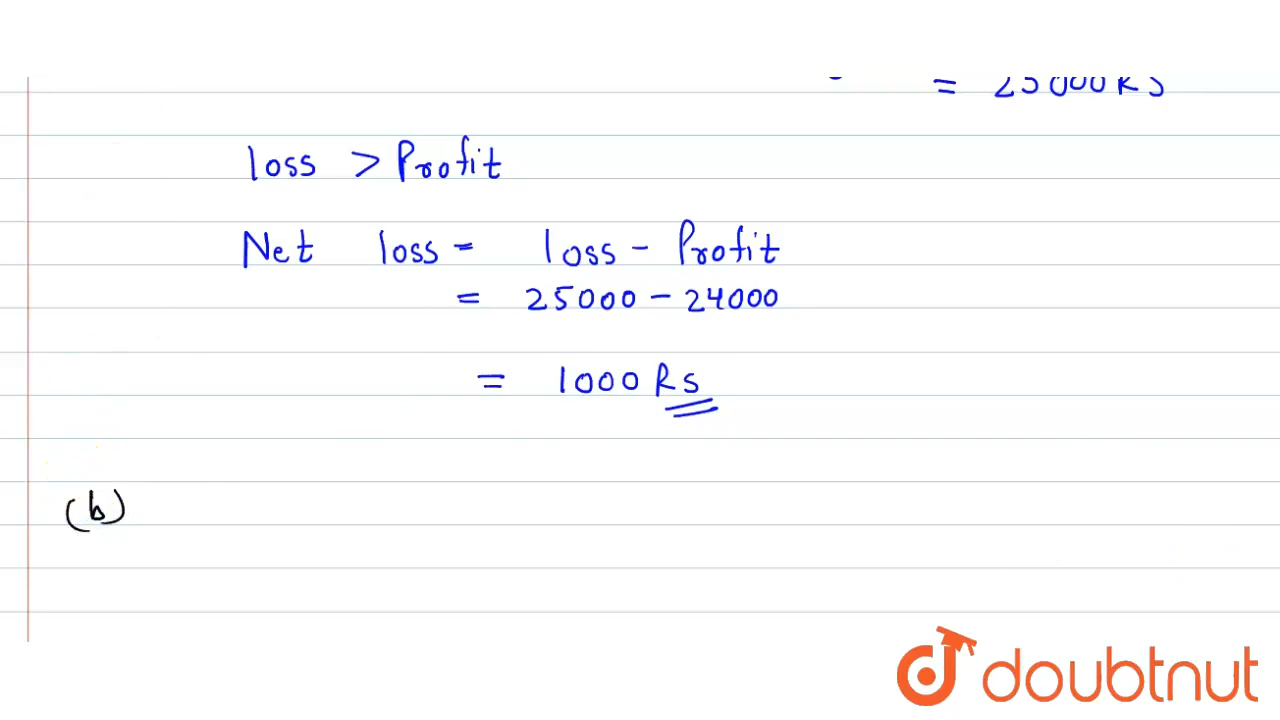 = 25000 Rs
loss > Profit
Net loss = loss - Profit
= 25000 - 24000
= 1000 Rs
(b)
doubtnut